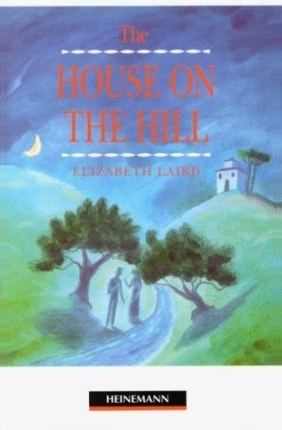 The
HOUSE ON
THE HILL
ELIZABETH LAIRD
HEINEMANN